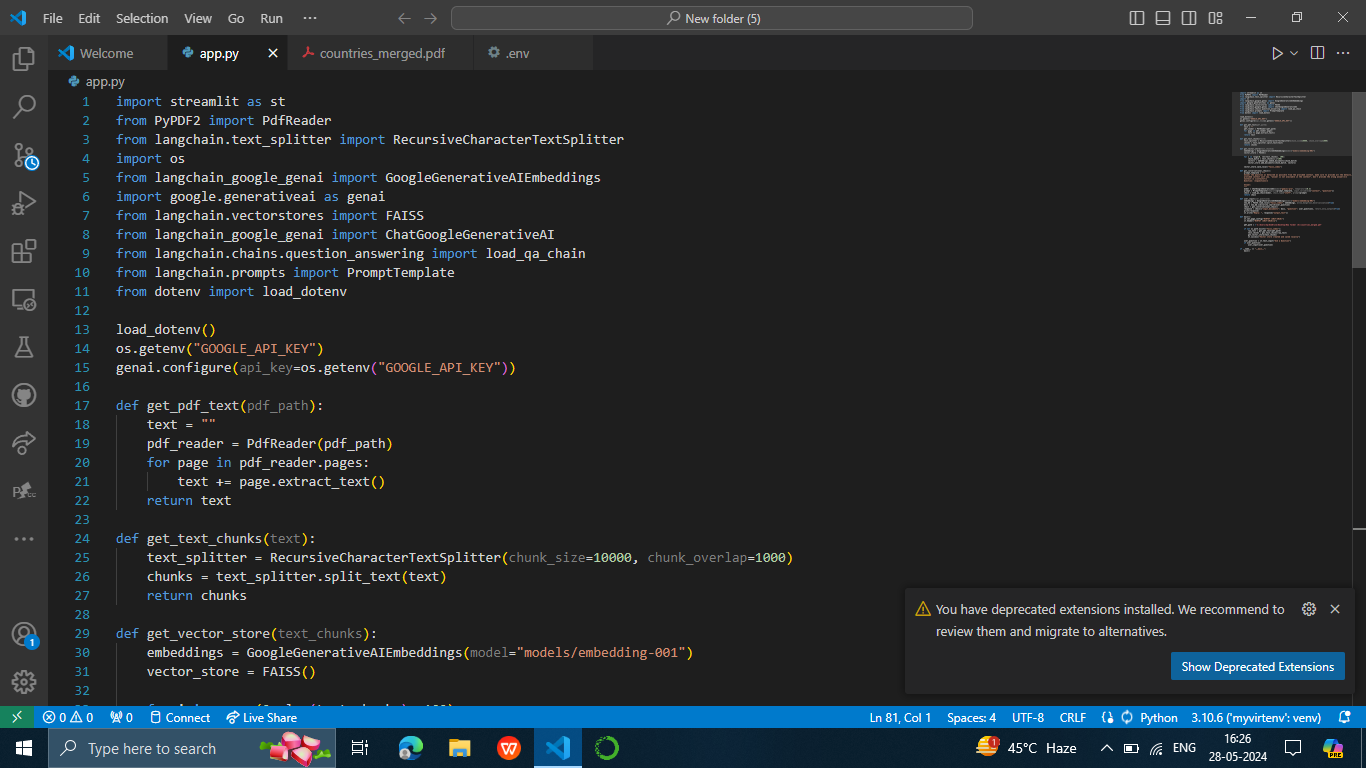 File Edit Selection View Go Run ··· New folder (5)
Welcome app.py countries_merged.pdf .env
app.py
1 import streamlit as st
2 from PyPDF2 import PdfReader
3 from langchain.text_splitter import RecursiveCharacterTextSplitter
4 import os
5 from langchain_google_genai import GoogleGenerativeAIEmbeddings
6 import google.generativeai as genai
7 from langchain.vectorstores import FAISS
8 from langchain_google_genai import ChatGoogleGenerativeAI
9 from langchain.chains.question_answering import load_qa_chain
10 from langchain.prompts import PromptTemplate
11 from dotenv import load_dotenv
12
13 load_dotenv()
14 os.getenv("GOOGLE_API_KEY")
15 genai.configure(api_key=os.getenv("GOOGLE_API_KEY"))
16
17 def get_pdf_text(pdf_path):
18 text = ""
19 pdf_reader = PdfReader(pdf_path)
20 for page in pdf_reader.pages:
21 text += page.extract_text()
22 return text
23
24 def get_text_chunks(text):
25 text_splitter = RecursiveCharacterTextSplitter(chunk_size=10000, chunk_overlap=1000)
26 chunks = text_splitter.split_text(text)
27 return chunks
28
29 def get_vector_store(text_chunks):
30 embeddings = GoogleGenerativeAIEmbeddings(model="models/embedding-001")
31 vector_store = FAISS()
32
You have deprecated extensions installed. We recommend to
review them and migrate to alternatives.
Show Deprecated Extensions
1
0 0 0 Connect Live Share Ln 81, Col 1 Spaces: 4 UTF-8 CRLF Python 3.10.6 ('myvirtenv': venv)
Type here to search 1 45°C Haze ENG 16:26
28-05-2024
PRE